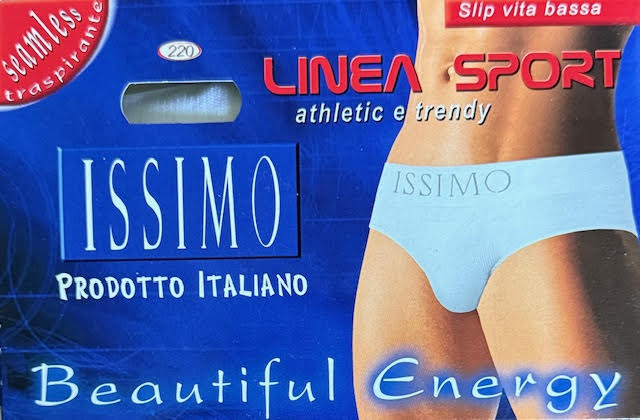 seamless
traspirante
Slip vita bassa
220
LINEA SPORT
athletic e trendy
ISSIMO
ISSIMO
PRODOTTO ITALIANO
Beautiful Energy